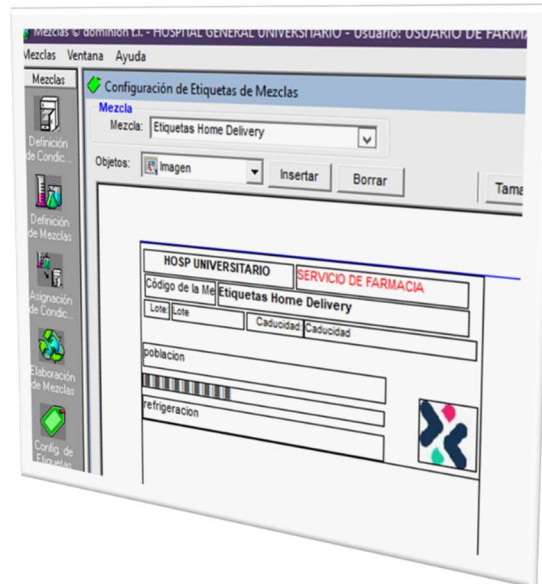 Mezclas © dominion t.i. - HOSPITAL GENERAL UNIVERSITARIO - Usuario: USUARIO DE FARMA
Mezclas Ventana Ayuda
Mezclas
Definición
de Condic...
Definición
de Mezclas
Asignación
de Condic...
Elaboración
de Mezclas
Config. de
Etiquetas
Configuración de Etiquetas de Mezclas
Mezcla
Mezcla: Etiquetas Home Delivery
Objetos: Imagen Insertar Borrar Tama
HOSP UNIVERSITARIO SERVICIO DE FARMACIA
Código de la Me Etiquetas Home Delivery
Lote: Lote Caducidad: Caducidad
poblacion
refrigeracion